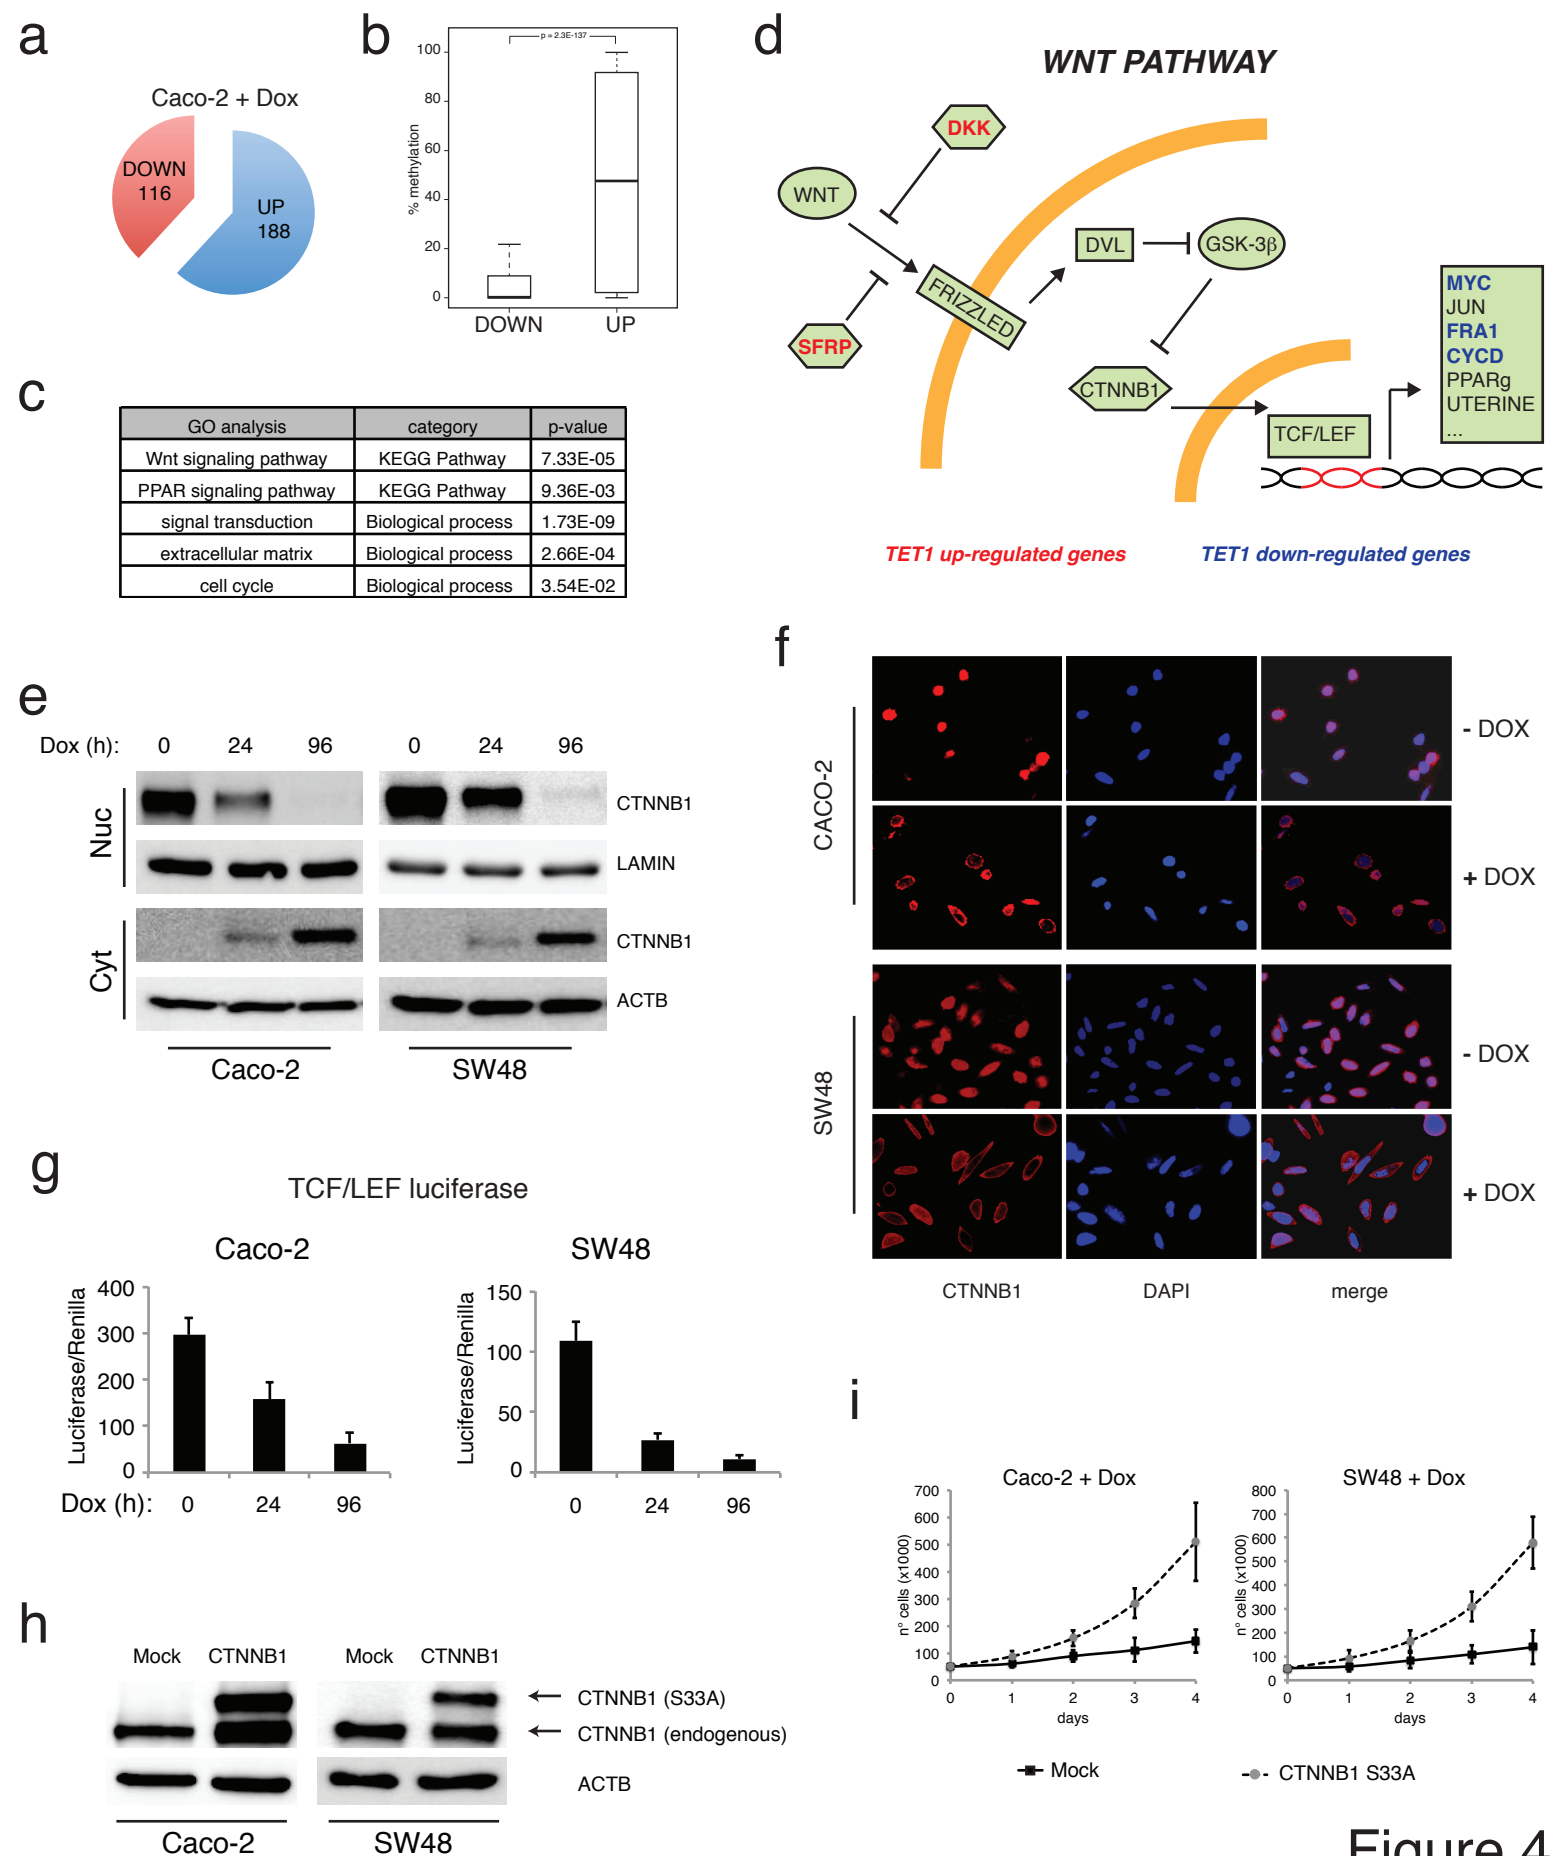 a
Caco-2 + Dox
DOWN
116
UP
188
b
p = 2.3E-137
% methylation
100
80
60
40
20
0
DOWN
UP
c
GO analysis category p-value
Wnt signaling pathway KEGG Pathway 7.33E-05
PPAR signaling pathway KEGG Pathway 9.36E-03
signal transduction Biological process 1.73E-09
extracellular matrix Biological process 2.66E-04
cell cycle Biological process 3.54E-02
d
WNT PATHWAY
DKK
WNT
SFRP
FRIZZLED
DVL
GSK-3β
CTNNB1
TCF/LEF
MYC
JUN
FRA1
CYCD
PPARg
UTERINE
...
TET1 up-regulated genes
TET1 down-regulated genes
e
Dox (h): 0 24 96 0 24 96
Nuc
CTNNB1
LAMIN
Cyt
CTNNB1
ACTB
Caco-2 SW48
f
CACO-2
- DOX
+ DOX
SW48
- DOX
+ DOX
CTNNB1 DAPI merge
g
TCF/LEF luciferase
Caco-2
Luciferase/Renilla
400
300
200
100
0
Dox (h): 0 24 96
SW48
Luciferase/Renilla
150
100
50
0
0 24 96
h
Mock CTNNB1 Mock CTNNB1
CTNNB1 (S33A)
CTNNB1 (endogenous)
ACTB
Caco-2 SW48
i
Caco-2 + Dox
n° cells (x1000)
700
600
500
400
300
200
100
0
0 1 2 3 4
days
SW48 + Dox
n° cells (x1000)
800
700
600
500
400
300
200
100
0
0 1 2 3 4
days
Mock
CTNNB1 S33A
Figure 4